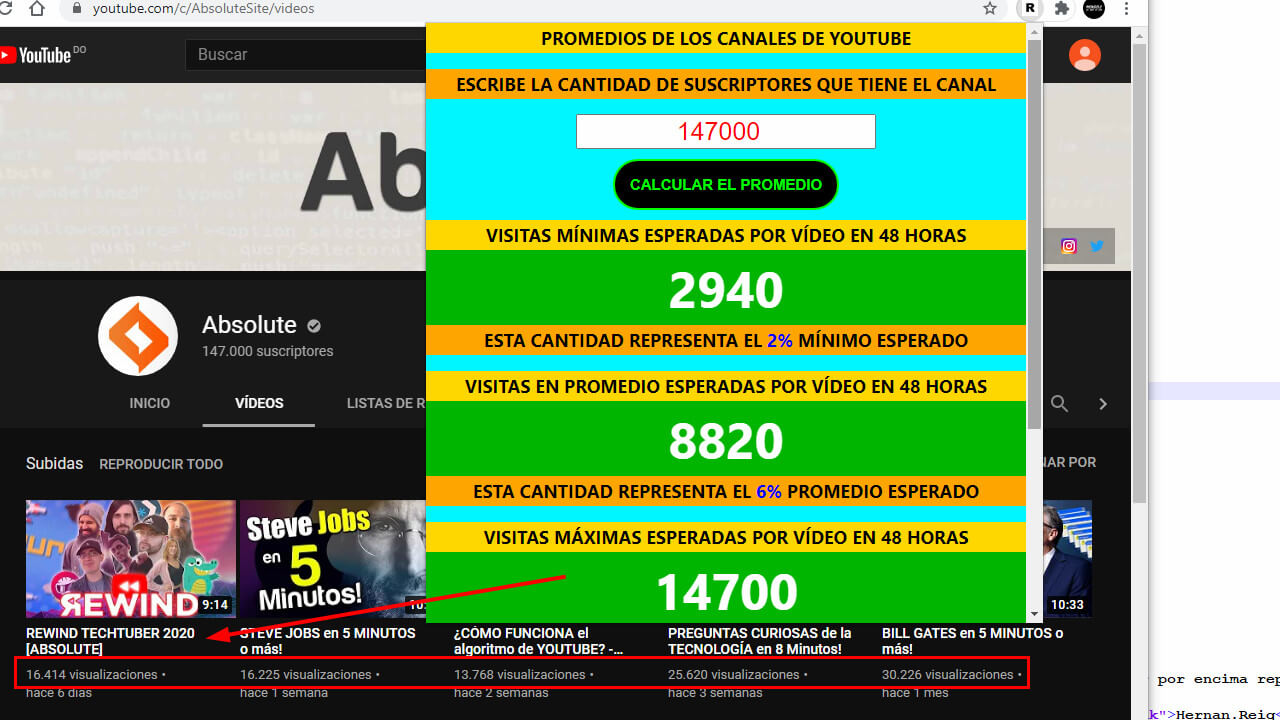 youtube.com/c/AbsoluteSite/videos
R
YouTube DO
Buscar
PROMEDIOS DE LOS CANALES DE YOUTUBE
ESCRIBE LA CANTIDAD DE SUSCRIPTORES QUE TIENE EL CANAL
147000
CALCULAR EL PROMEDIO
Ab
VISITAS MÍNIMAS ESPERADAS POR VÍDEO EN 48 HORAS
2940
ESTA CANTIDAD REPRESENTA EL 2% MÍNIMO ESPERADO
VISITAS EN PROMEDIO ESPERADAS POR VÍDEO EN 48 HORAS
8820
ESTA CANTIDAD REPRESENTA EL 6% PROMEDIO ESPERADO
VISITAS MÁXIMAS ESPERADAS POR VÍDEO EN 48 HORAS
14700
Absolute
147.000 suscriptores
INICIO VÍDEOS LISTAS DE R
Subidas REPRODUCIR TODO NAR POR
REWIND
9:14
Steve Jobs
en 5
Minutos!
10:33
REWIND TECHTUBER 2020
[ABSOLUTE]
16.414 visualizaciones •
hace 6 días
STEVE JOBS en 5 MINUTOS
o más!
16.225 visualizaciones •
hace 1 semana
¿CÓMO FUNCIONA el
algoritmo de YOUTUBE? -...
13.768 visualizaciones •
hace 2 semanas
PREGUNTAS CURIOSAS de la
TECNOLOGÍA en 8 Minutos!
25.620 visualizaciones •
hace 3 semanas
BILL GATES en 5 MINUTOS o
más!
30.226 visualizaciones •
hace 1 mes
por encima rep
k">Hernan.Reig<